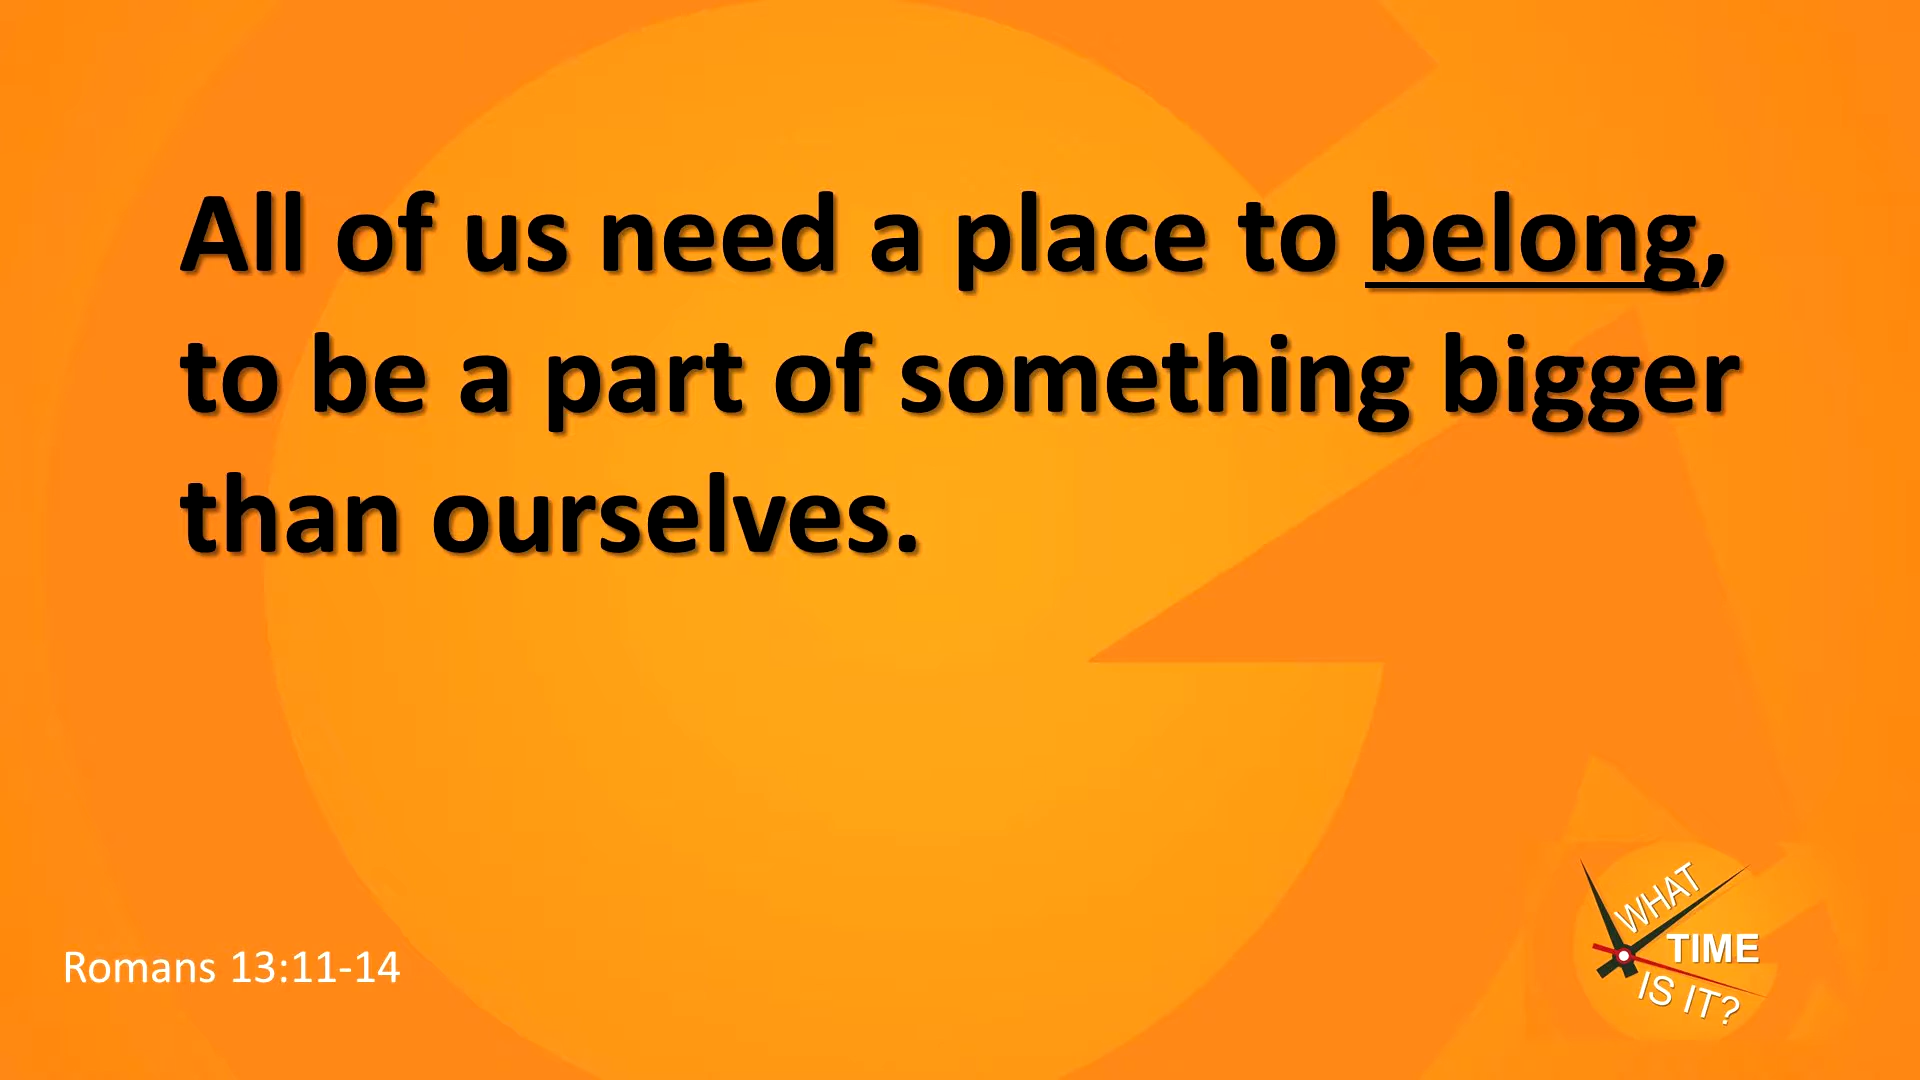 All of us need a place to belong,
to be a part of something bigger
than ourselves.
Romans 13:11-14
WHAT
TIME
IS IT?